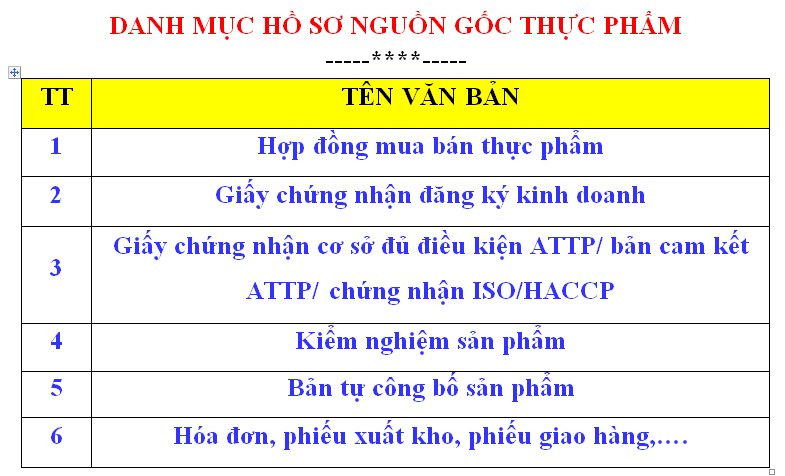 DANH MỤC HỒ SƠ NGUỒN GỐC THỰC PHẨM
-----****-----
TT TÊN VĂN BẢN
1 Hợp đồng mua bán thực phẩm
2 Giấy chứng nhận đăng ký kinh doanh
3 Giấy chứng nhận cơ sở đủ điều kiện ATTP/ bản cam kết
ATTP/ chứng nhận ISO/HACCP
4 Kiểm nghiệm sản phẩm
5 Bản tự công bố sản phẩm
6 Hóa đơn, phiếu xuất kho, phiếu giao hàng,….